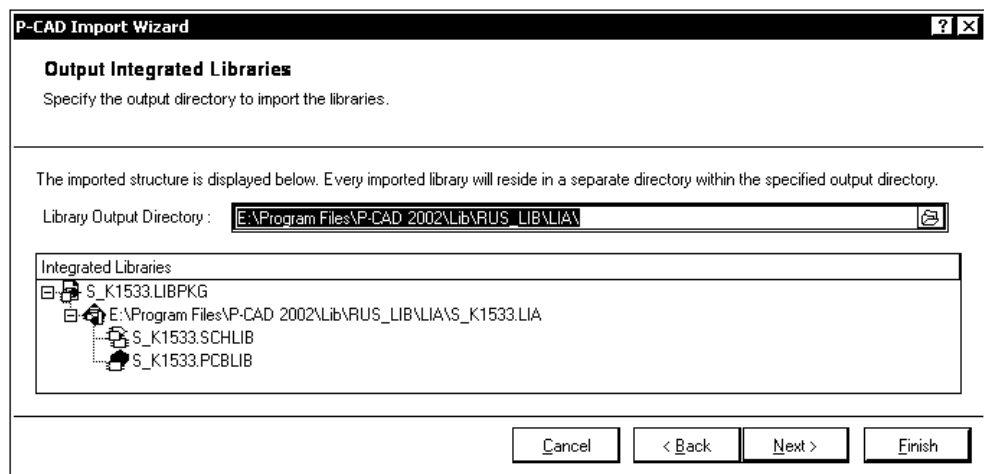 P-CAD Import Wizard
Output Integrated Libraries
Specify the output directory to import the libraries.
The imported structure is displayed below. Every imported library will reside in a separate directory within the specified output directory.
Library Output Directory : E:\Program Files\P-CAD 2002\Lib\RUS_LIB\LIA\
Integrated Libraries
S_K1533.LIBPKG
E:\Program Files\P-CAD 2002\Lib\RUS_LIB\LIA\S_K1533.LIA
S_K1533.SCHLIB
S_K1533.PCBLIB
Cancel < Back Next > Finish